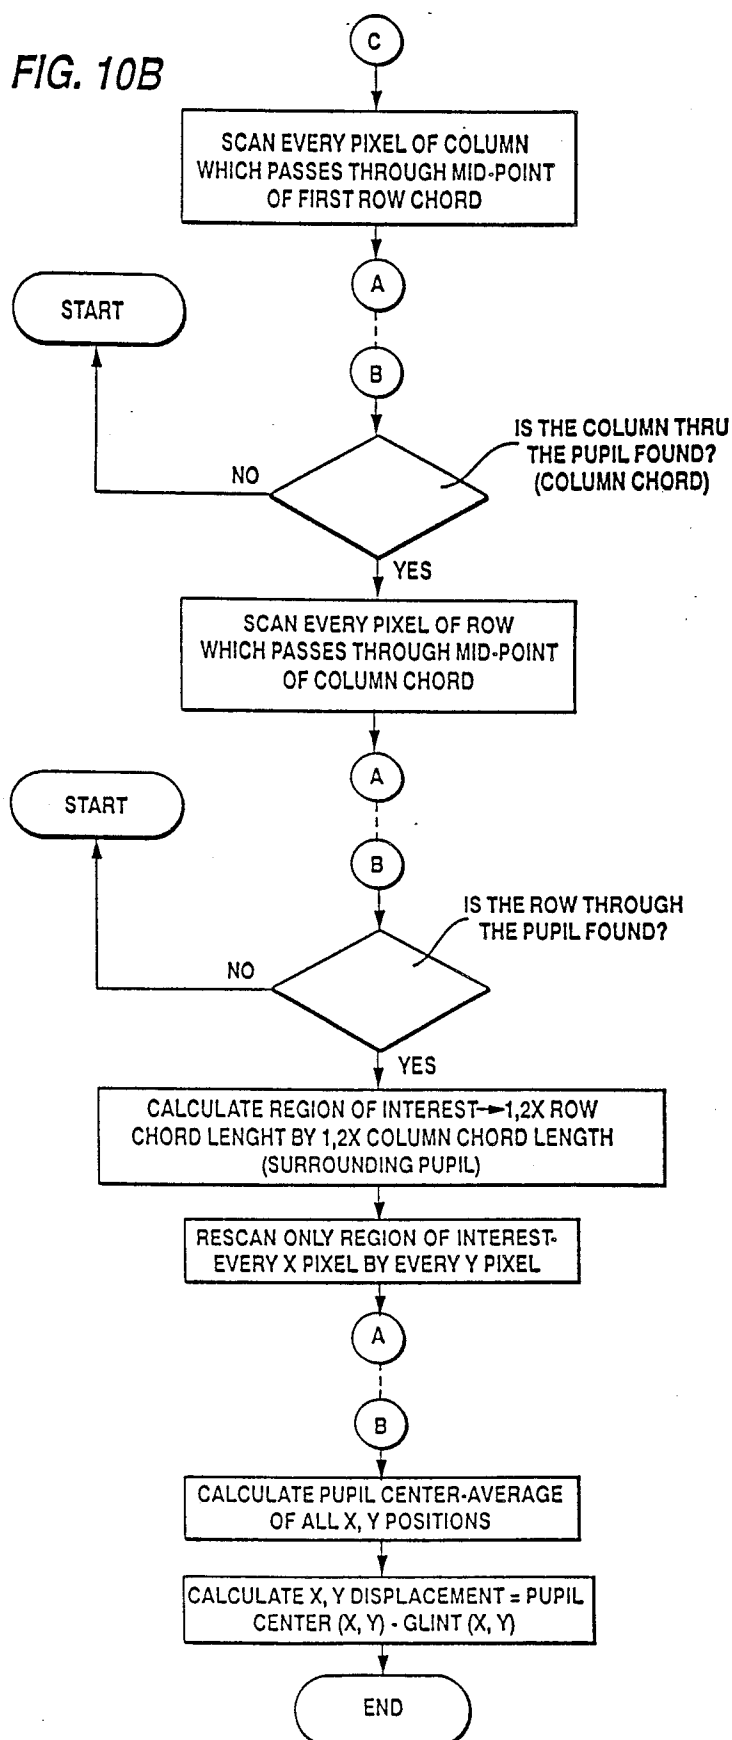 C
FIG. 10B
SCAN EVERY PIXEL OF COLUMN
WHICH PASSES THROUGH MID-POINT
OF FIRST ROW CHORD
A
START
B
IS THE COLUMN THRU
THE PUPIL FOUND?
(COLUMN CHORD)
NO
YES
SCAN EVERY PIXEL OF ROW
WHICH PASSES THROUGH MID-POINT
OF COLUMN CHORD
A
START
B
IS THE ROW THROUGH
THE PUPIL FOUND?
NO
YES
CALCULATE REGION OF INTEREST→1,2X ROW
CHORD LENGHT BY 1,2X COLUMN CHORD LENGTH
(SURROUNDING PUPIL)
RESCAN ONLY REGION OF INTEREST-
EVERY X PIXEL BY EVERY Y PIXEL
A
B
CALCULATE PUPIL CENTER-AVERAGE
OF ALL X, Y POSITIONS
CALCULATE X, Y DISPLACEMENT = PUPIL
CENTER (X, Y) - GLINT (X, Y)
END